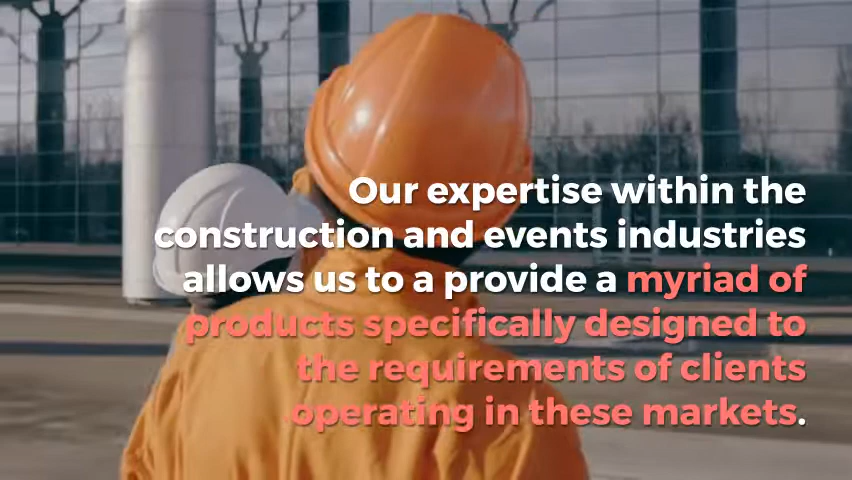 Our expertise within the
construction and events industries
allows us to a provide a myriad of
products specifically designed to
the requirements of clients
operating in these markets.